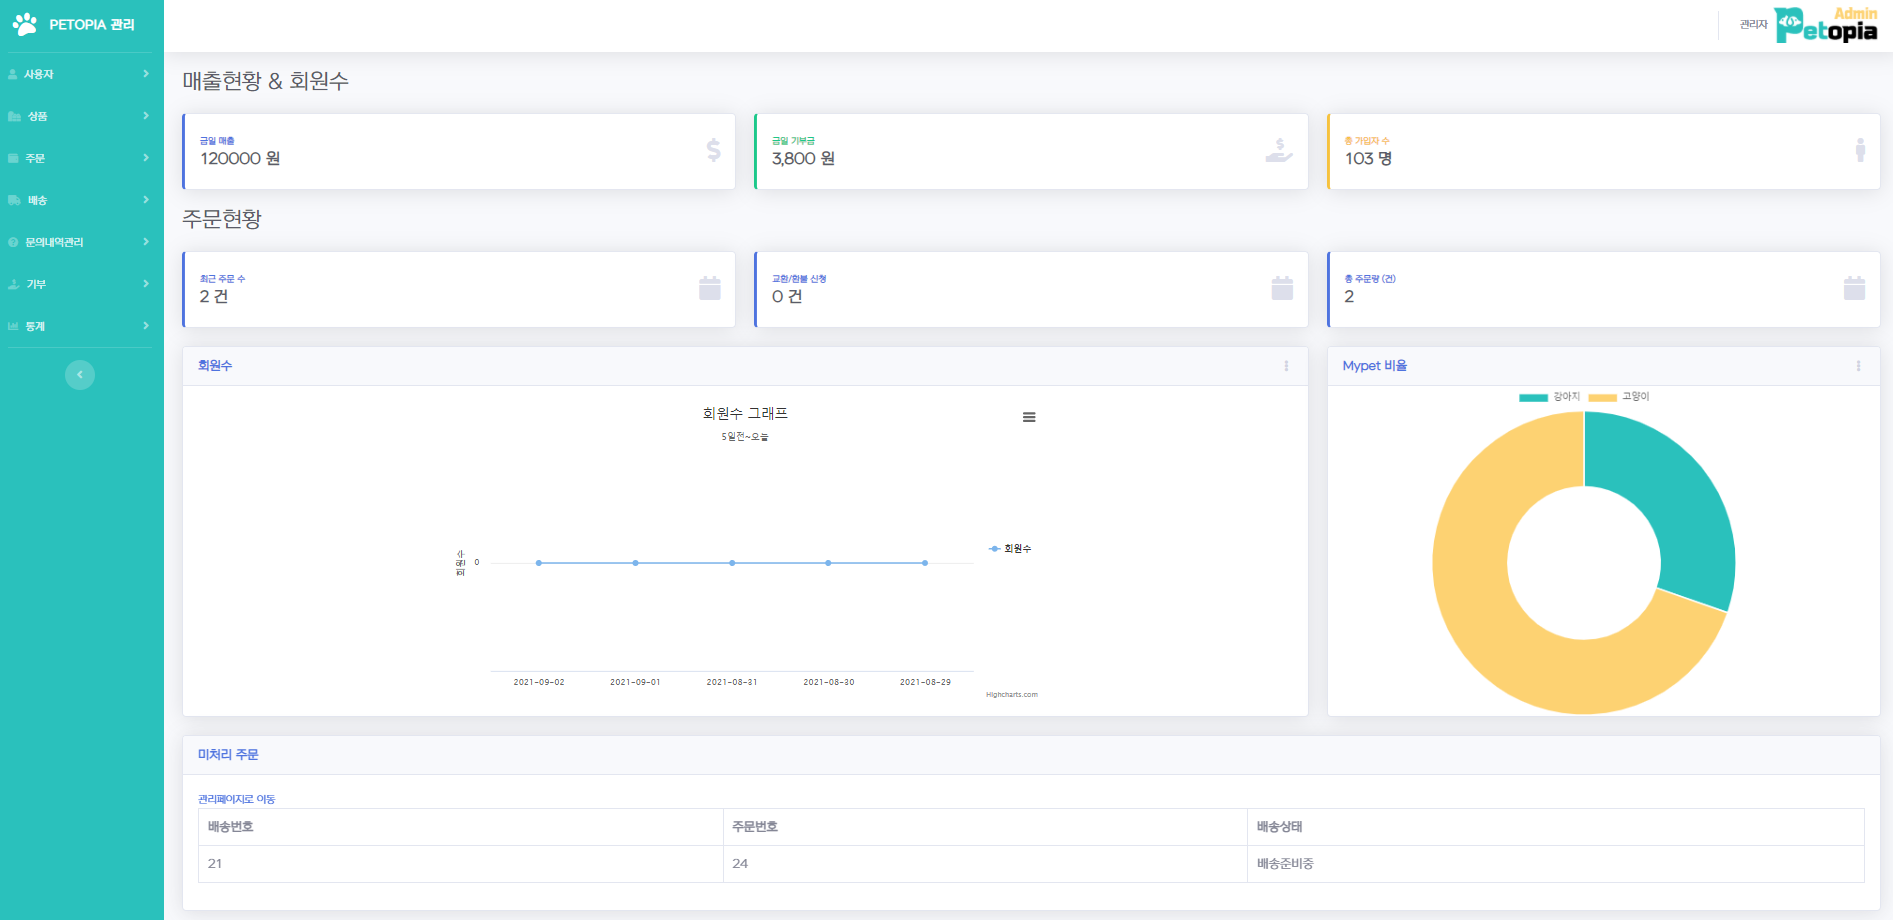 PETOPIA 관리
관리자
Admin
Petopia
사용자
상품
주문
배송
문의내역관리
기부
통계
매출현황 & 회원수
금일 매출
120000 원
금일 기부금
3,800 원
총 가입자 수
103 명
주문현황
최근 주문 수
2 건
교환/환불 신청
0 건
총 주문량 (건)
2
회원수
회원수 그래프
5일전~오늘
회원수
0
회원수
2021-09-02 2021-09-01 2021-08-31 2021-08-30 2021-08-29
Highcharts.com
Mypet 비율
강아지 고양이
미처리 주문
관리페이지로 이동
배송번호 주문번호 배송상태
21 24 배송준비중